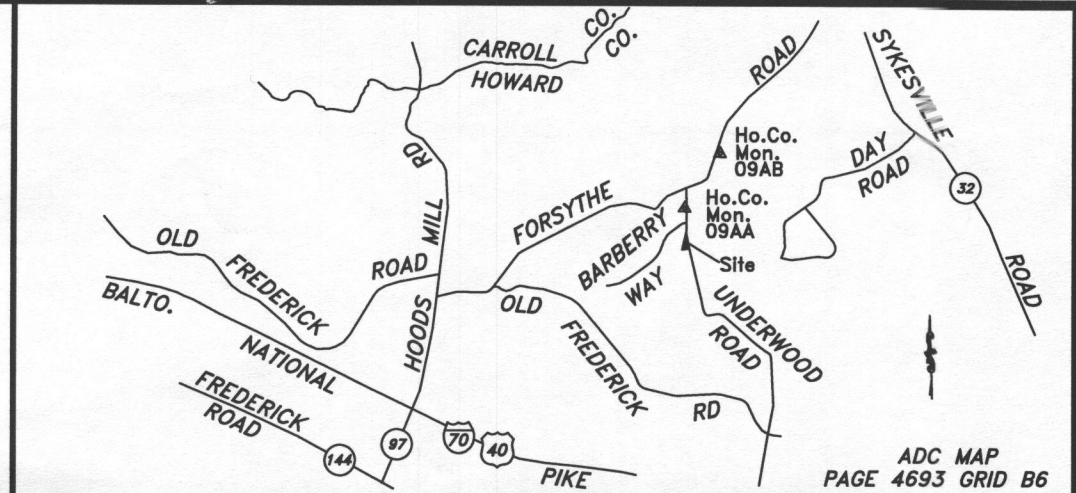 CARROLL CO.
HOWARD CO.
ROAD
SYKESVILLE
ROAD
32
DAY
ROAD
Ho.Co.
Mon.
09AB
Ho.Co.
Mon.
09AA
Site
HOODS MILL RD
FORSYTHE
BARBERRY
WAY
UNDERWOOD
ROAD
OLD FREDERICK ROAD
OLD FREDERICK RD
BALTO. NATIONAL PIKE
FREDERICK
ROAD
144
97
70
40
ADC MAP
PAGE 4693 GRID B6